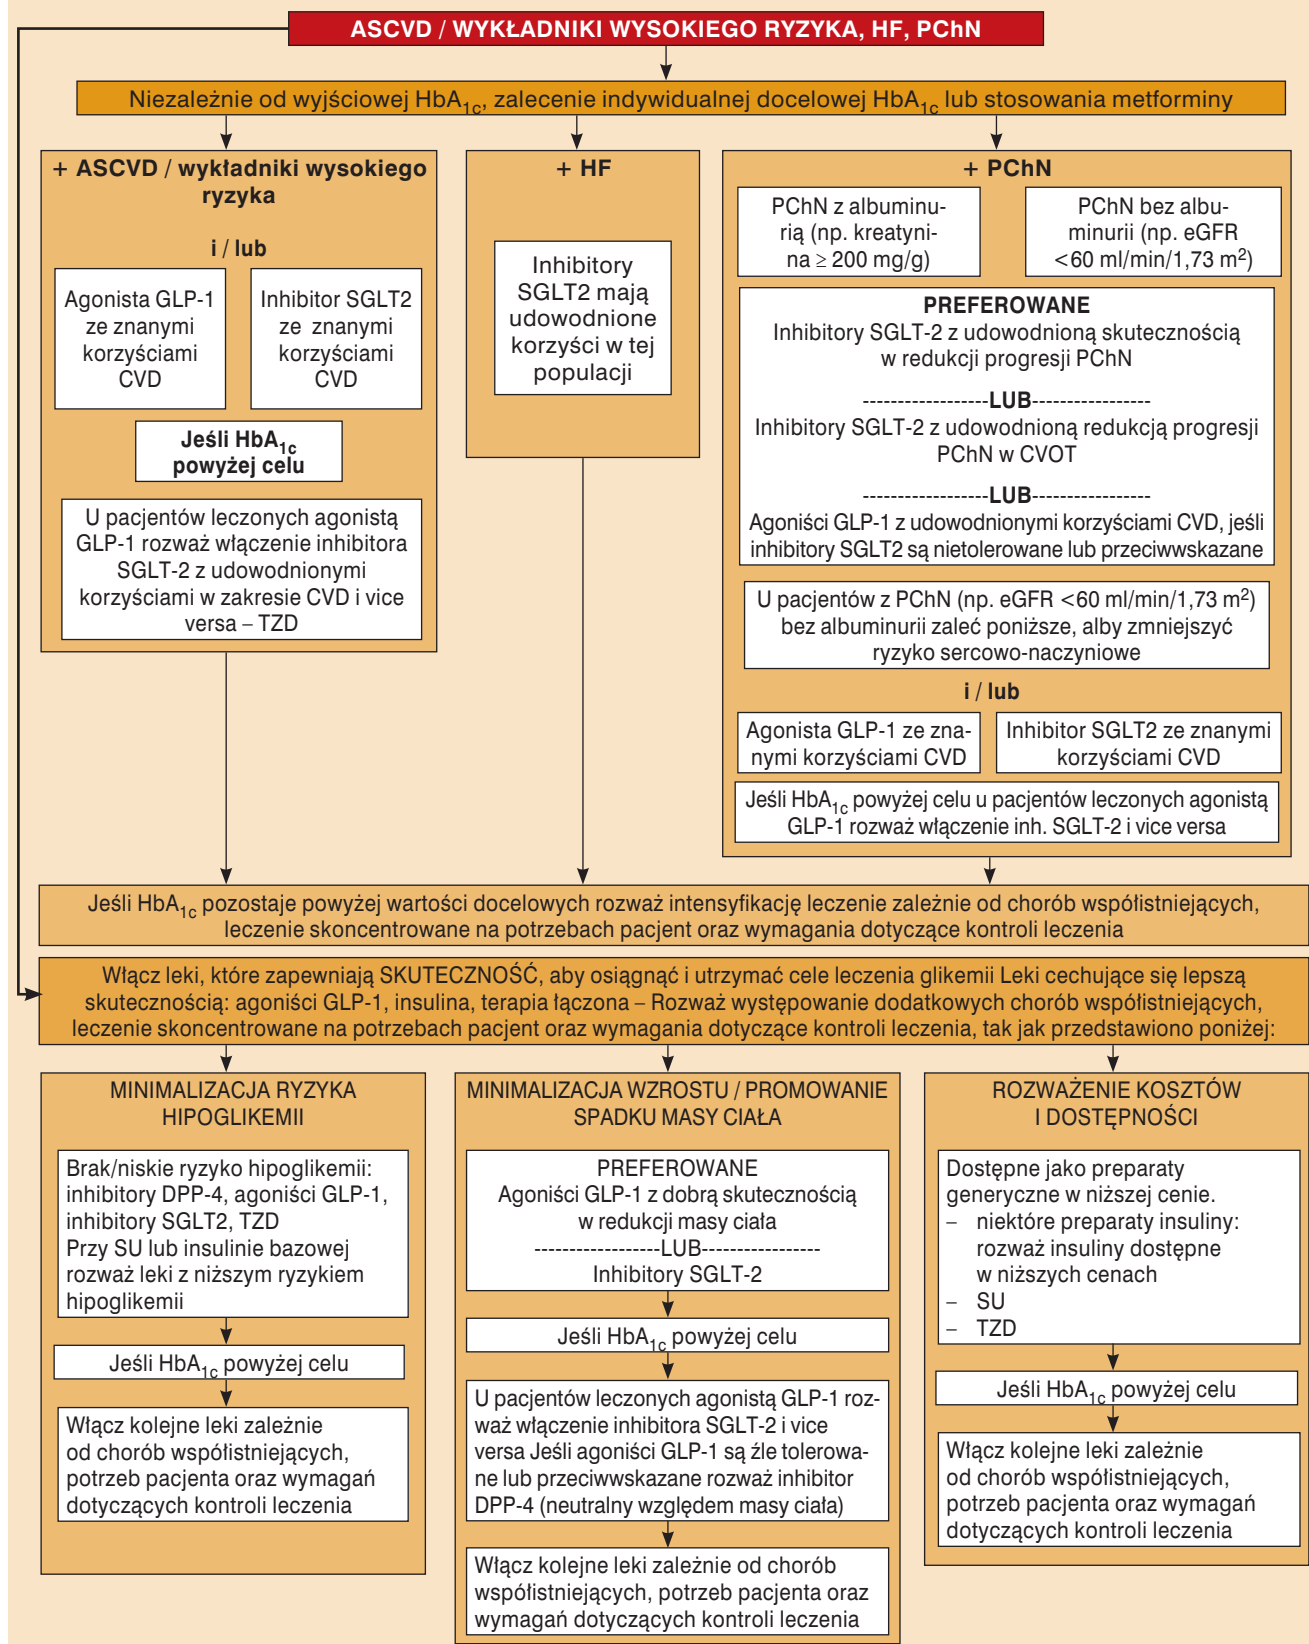 ASCVD / WYKŁADNIKI WYSOKIEGO RYZYKA, HF, PChN
Niezależnie od wyjściowej HbA1c, zalecenie indywidualnej docelowej HbA1c lub stosowania metforminy
+ ASCVD / wykładniki wysokiego
ryzyka
i / lub
Agonista GLP-1
ze znanymi
korzyściami
CVD
Inhibitor SGLT2
ze znanymi
korzyściami
CVD
Jeśli HbA1c
powyżej celu
U pacjentów leczonych agonistą
GLP-1 rozważ włączenie inhibitora
SGLT-2 z udowodnionymi
korzyściami w zakresie CVD i vice
versa – TZD
+ HF
Inhibitory
SGLT2 mają
udowodnione
korzyści w tej
populacji
+ PChN
PChN z albuminu-
rią (np. kreatyni-
na ≥ 200 mg/g)
PChN bez albu-
minurii (np. eGFR
<60 ml/min/1,73 m²)
PREFEROWANE
Inhibitory SGLT-2 z udowodnioną skutecznością
w redukcji progresji PChN
------------------LUB-----------------
Inhibitory SGLT-2 z udowodnioną redukcją progresji
PChN w CVOT
------------------LUB-----------------
Agoniści GLP-1 z udowodnionymi korzyściami CVD, jeśli
inhibitory SGLT2 są nietolerowane lub przeciwwskazane
U pacjentów z PChN (np. eGFR <60 ml/min/1,73 m²)
bez albuminurii zaleć poniższe, alby zmniejszyć
ryzyko sercowo-naczyniowe
i / lub
Agonista GLP-1 ze zna-
nymi korzyściami CVD
Inhibitor SGLT2 ze znanymi
korzyściami CVD
Jeśli HbA1c powyżej celu u pacjentów leczonych agonistą
GLP-1 rozważ włączenie inh. SGLT-2 i vice versa
Jeśli HbA1c pozostaje powyżej wartości docelowych rozważ intensyfikację leczenie zależnie od chorób współistniejących,
leczenie skoncentrowane na potrzebach pacjent oraz wymagania dotyczące kontroli leczenia
Włącz leki, które zapewniają SKUTECZNOŚĆ, aby osiągnąć i utrzymać cele leczenia glikemii Leki cechujące się lepszą
skutecznością: agoniści GLP-1, insulina, terapia łączona – Rozważ występowanie dodatkowych chorób współistniejących,
leczenie skoncentrowane na potrzebach pacjent oraz wymagania dotyczące kontroli leczenia, tak jak przedstawiono poniżej:
MINIMALIZACJA RYZYKA
HIPOGLIKEMII
Brak/niskie ryzyko hipoglikemii:
inhibitory DPP-4, agoniści GLP-1,
inhibitory SGLT2, TZD
Przy SU lub insulinie bazowej
rozważ leki z niższym ryzykiem
hipoglikemii
Jeśli HbA1c powyżej celu
Włącz kolejne leki zależnie
od chorób współistniejących,
potrzeb pacjenta oraz wymagań
dotyczących kontroli leczenia
MINIMALIZACJA WZROSTU / PROMOWANIE
SPADKU MASY CIAŁA
PREFEROWANE
Agoniści GLP-1 z dobrą skutecznością
w redukcji masy ciała
------------------LUB-----------------
Inhibitory SGLT-2
Jeśli HbA1c powyżej celu
U pacjentów leczonych agonistą GLP-1 roz-
waż włączenie inhibitora SGLT-2 i vice
versa Jeśli agoniści GLP-1 są źle tolerowa-
ne lub przeciwwskazane rozważ inhibitor
DPP-4 (neutralny względem masy ciała)
Włącz kolejne leki zależnie od chorób
współistniejących, potrzeb pacjenta oraz
wymagań dotyczących kontroli leczenia
ROZWAŻENIE KOSZTÓW
I DOSTĘPNOŚCI
Dostępne jako preparaty
generyczne w niższej cenie.
– niektóre preparaty insuliny:
rozważ insuliny dostępne
w niższych cenach
– SU
– TZD
Jeśli HbA1c powyżej celu
Włącz kolejne leki zależnie
od chorób współistniejących,
potrzeb pacjenta oraz wymagań
dotyczących kontroli leczenia